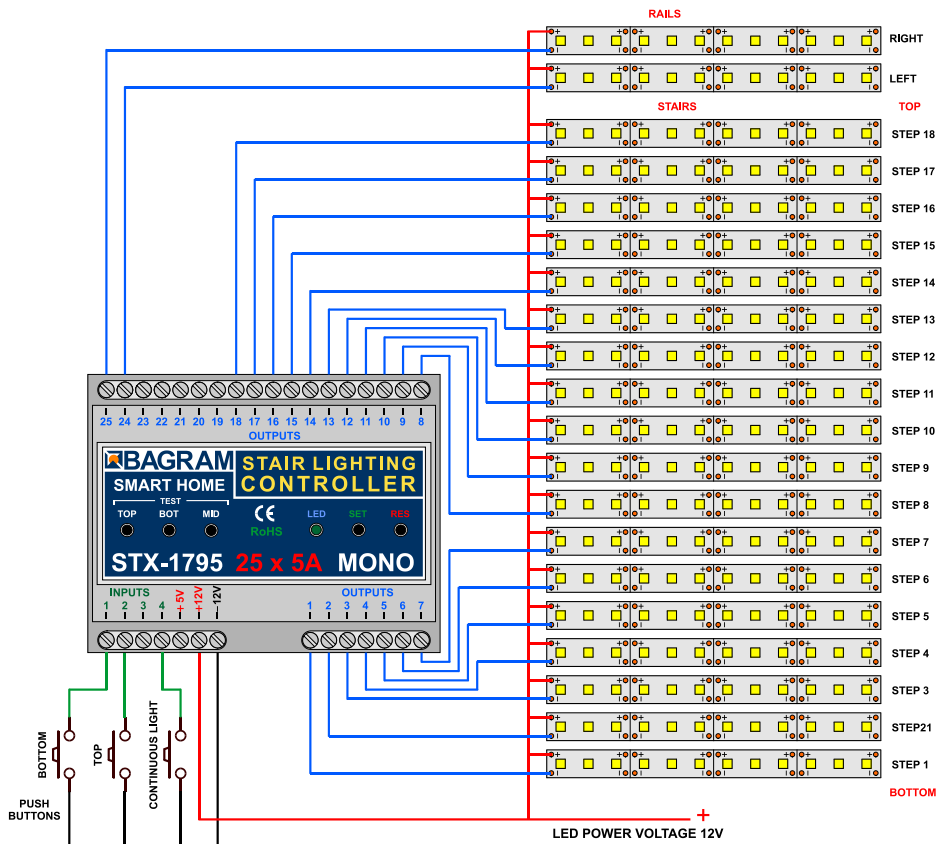 RAILS
RIGHT
LEFT
STAIRS
TOP
STEP 18
STEP 17
STEP 16
STEP 15
STEP 14
STEP 13
STEP 12
STEP 11
STEP 10
STEP 9
STEP 8
STEP 7
STEP 6
STEP 5
STEP 4
STEP 3
STEP21
STEP 1
BOTTOM
25 24 23 22 21 20 19 18 17 16 15 14 13 12 11 10 9 8
OUTPUTS
BAGRAM
SMART HOME
STAIR LIGHTING
CONTROLLER
TEST
TOP BOT MID
CE
RoHS
LED SET RES
STX-1795 25 x 5A MONO
INPUTS
1 2 3 4 + 5V +12V –12V
OUTPUTS
1 2 3 4 5 6 7
BOTTOM
TOP
CONTINUOUS LIGHT
PUSH
BUTTONS
+
LED POWER VOLTAGE 12V